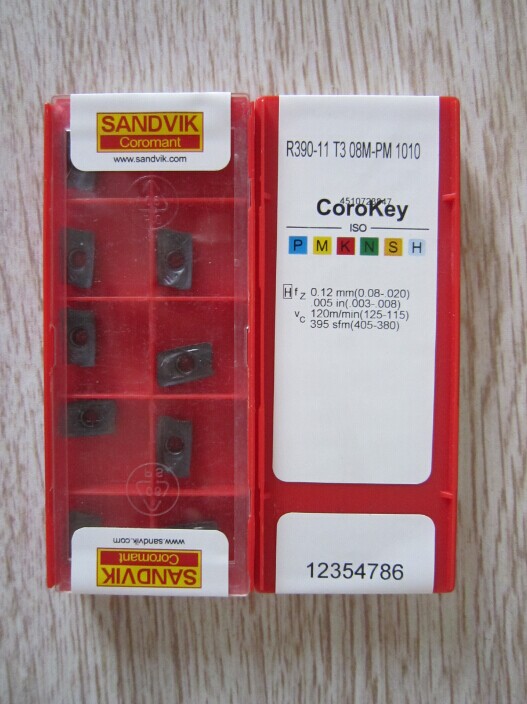 SANDVIK
Coromant
www.sandvik.com
www.sandvik.com
Coromant
SANDVIK
R390-11 T3 08M-PM 1010
CoroKey
ISO
P M K N S H
H fz 0.12 mm(0.08-.020)
.005 in(.003-.008)
vc 120m/min(125-115)
395 sfm(405-380)
12354786